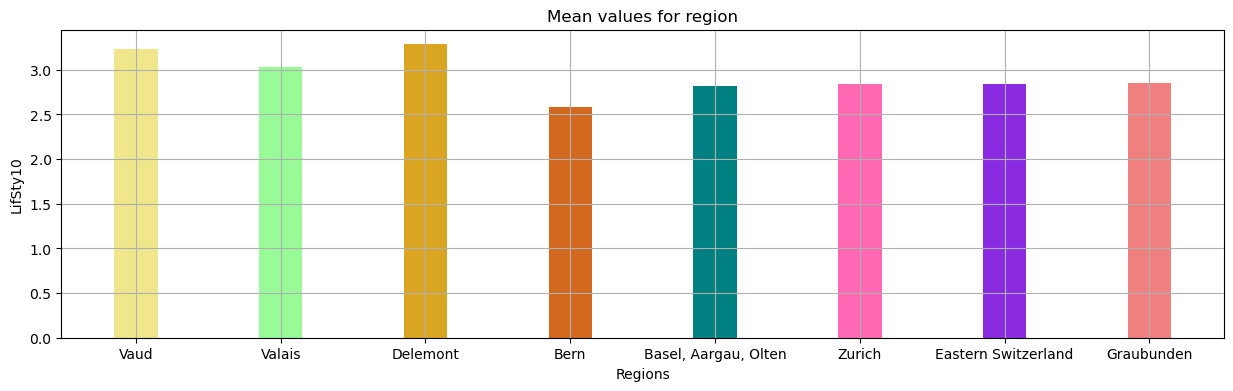 Mean values for region
LifSty10
3.0
2.5
2.0
1.5
1.0
0.5
0.0
Vaud
Valais
Delemont
Bern
Basel, Aargau, Olten
Zurich
Eastern Switzerland
Graubunden
Regions